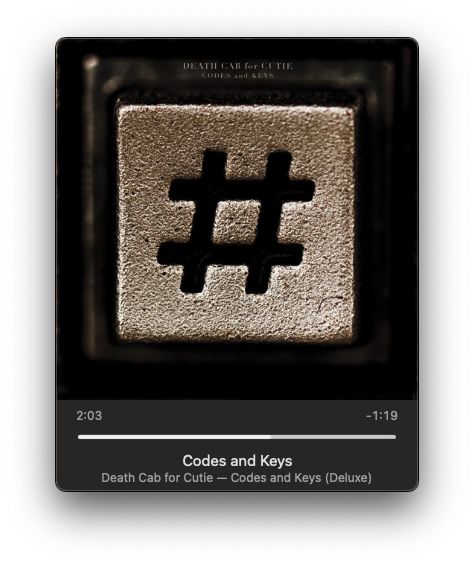 DEATH CAB for CUTIE
CODES and KEYS
#
2:03 -1:19
Codes and Keys
Death Cab for Cutie — Codes and Keys (Deluxe)